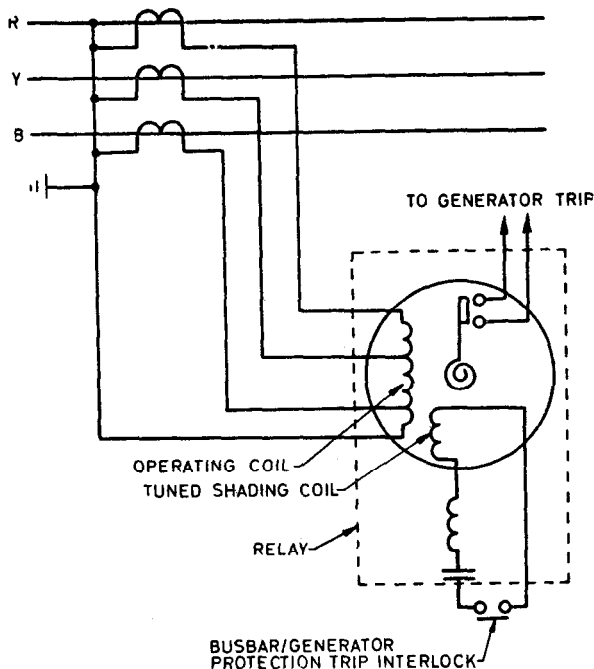 R
Y
B
TO GENERATOR TRIP
OPERATING COIL
TUNED SHADING COIL
RELAY
BUSBAR/GENERATOR
PROTECTION TRIP INTERLOCK